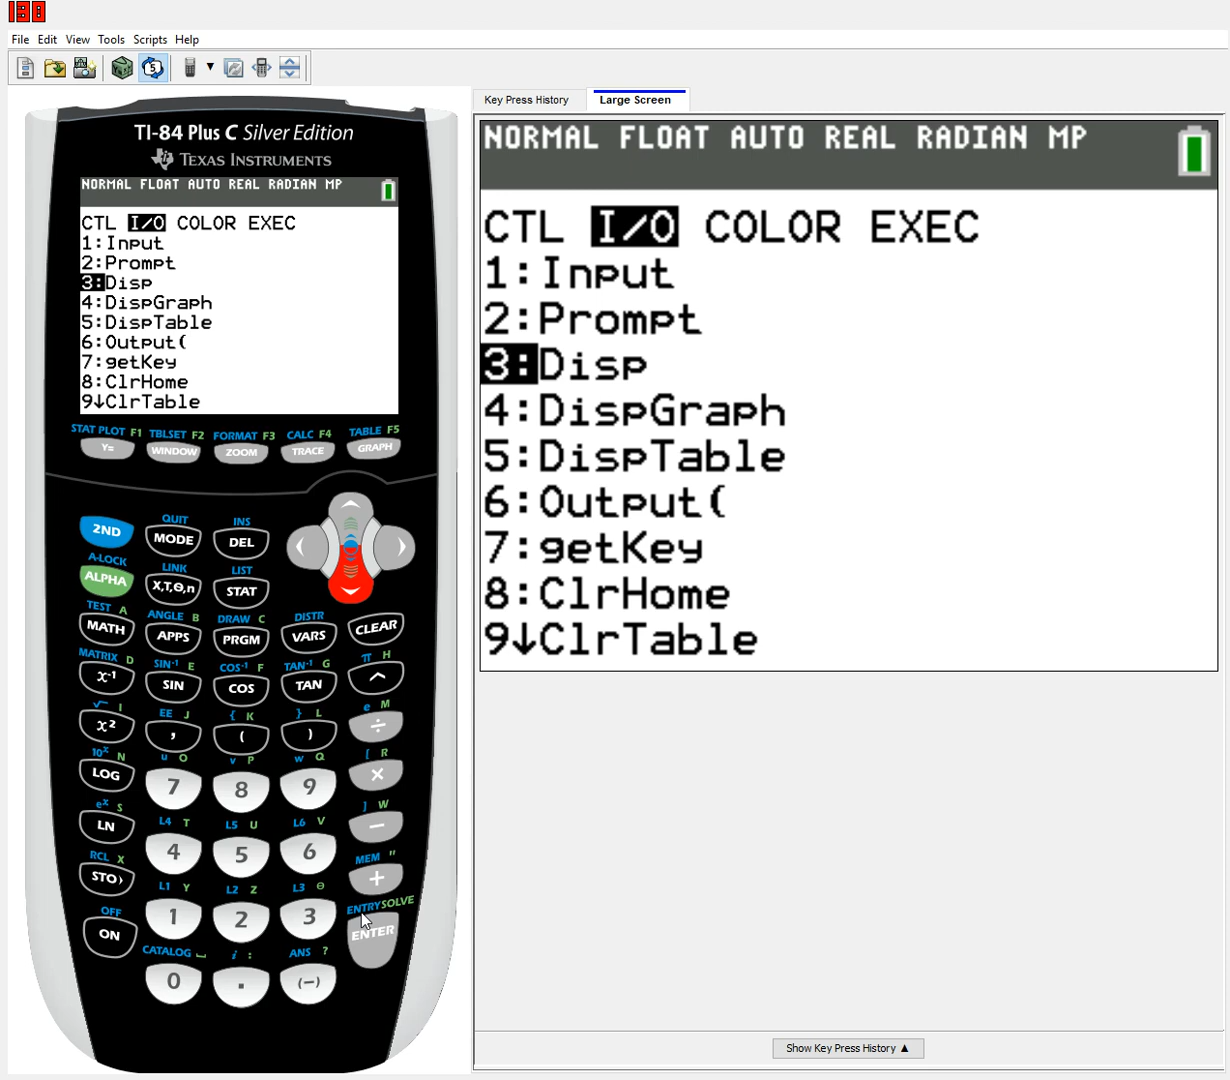 138
File Edit View Tools Scripts Help
5
Key Press History Large Screen
TI-84 Plus C Silver Edition
TEXAS INSTRUMENTS
NORMAL FLOAT AUTO REAL RADIAN MP
CTL I/O COLOR EXEC
1:Input
2:Prompt
3:Disp
4:DispGraph
5:DispTable
6:Output(
7:getKey
8:ClrHome
9↓ClrTable
NORMAL FLOAT AUTO REAL RADIAN MP
CTL I/O COLOR EXEC
1:Input
2:Prompt
3:Disp
4:DispGraph
5:DispTable
6:Output(
7:getKey
8:ClrHome
9↓ClrTable
STAT PLOT F1 TBLSET F2 FORMAT F3 CALC F4 TABLE F5
Y= WINDOW ZOOM TRACE GRAPH
QUIT INS
2ND MODE DEL
A-LOCK LINK LIST
ALPHA X,T,θ,n STAT
TEST A ANGLE B DRAW C DISTR
MATH APPS PRGM VARS CLEAR
MATRIX D SIN⁻¹ E COS⁻¹ F TAN⁻¹ G π H
x⁻¹ SIN COS TAN ^
√ I EE J { K } L e M
x² , ( ) ÷
10ˣ N u O v P w Q [ R
LOG 7 8 9 ×
eˣ S L4 T L5 U L6 V ] W
LN 4 5 6 −
RCL X L1 Y L2 Z L3 θ MEM "
STO› 1 2 3 +
OFF ENTRY SOLVE
ON ENTER
CATALOG ⎵ i : ANS ?
0 . (−)
Show Key Press History ▲